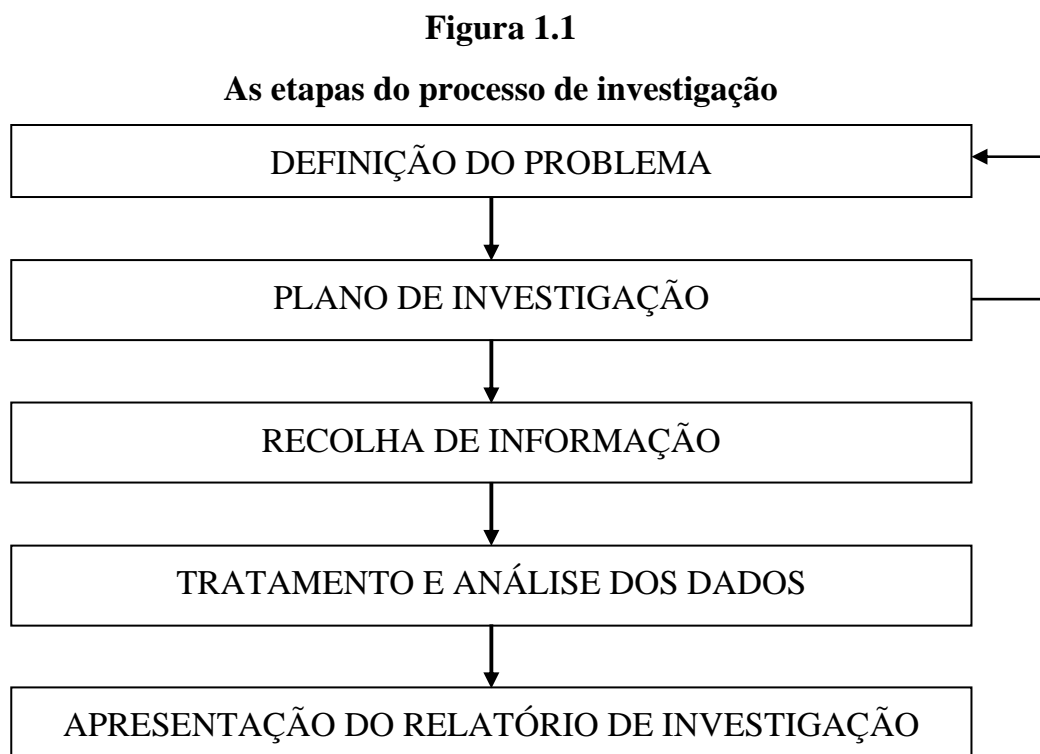 Figura 1.1
As etapas do processo de investigação
DEFINIÇÃO DO PROBLEMA
PLANO DE INVESTIGAÇÃO
RECOLHA DE INFORMAÇÃO
TRATAMENTO E ANÁLISE DOS DADOS
APRESENTAÇÃO DO RELATÓRIO DE INVESTIGAÇÃO